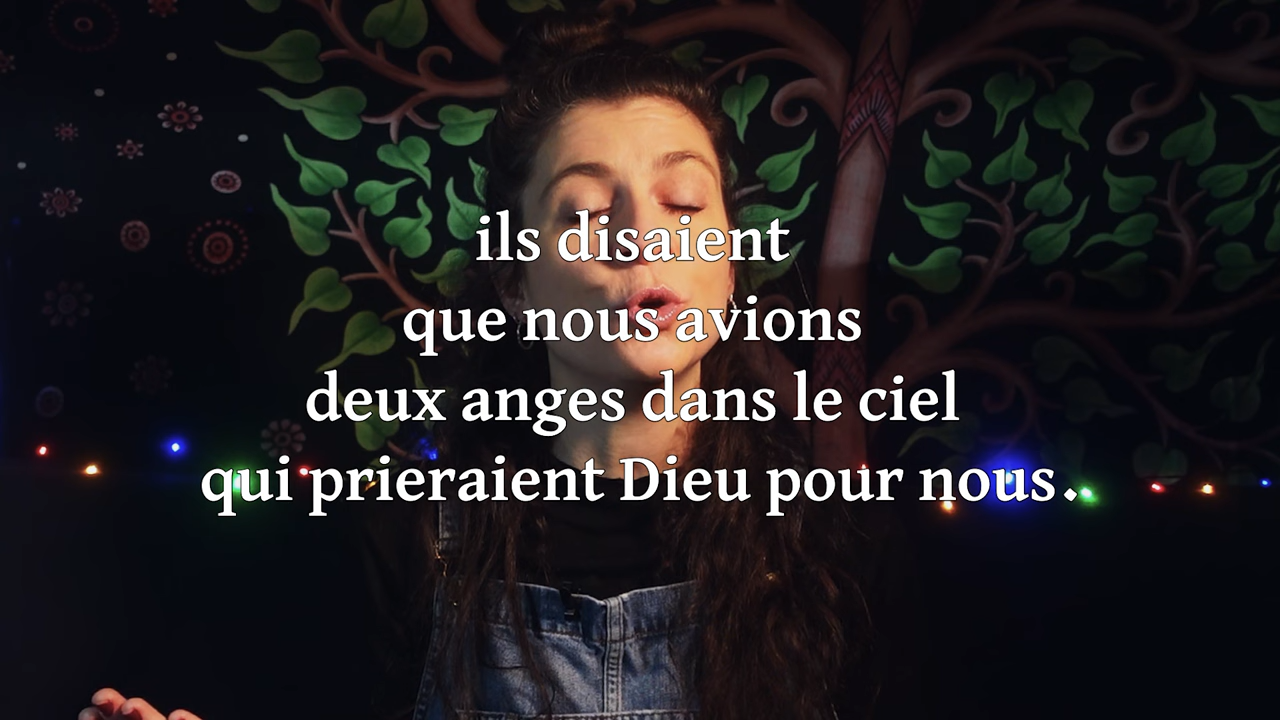 ils disaient
que nous avions
deux anges dans le ciel
qui prieraient Dieu pour nous.